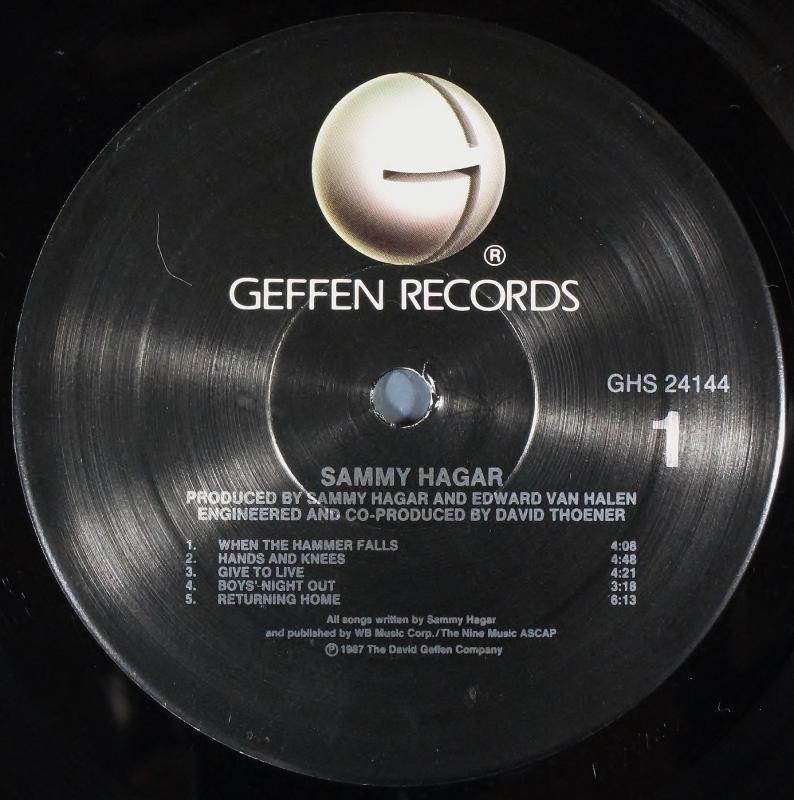 ®
GEFFEN RECORDS
GHS 24144
1
SAMMY HAGAR
PRODUCED BY SAMMY HAGAR AND EDWARD VAN HALEN
ENGINEERED AND CO-PRODUCED BY DAVID THOENER
1. WHEN THE HAMMER FALLS 4:08
2. HANDS AND KNEES 4:48
3. GIVE TO LIVE 4:21
4. BOYS' NIGHT OUT 3:18
5. RETURNING HOME 6:13
All songs written by Sammy Hagar
and published by WB Music Corp./The Nine Music ASCAP
℗ 1987 The David Geffen Company